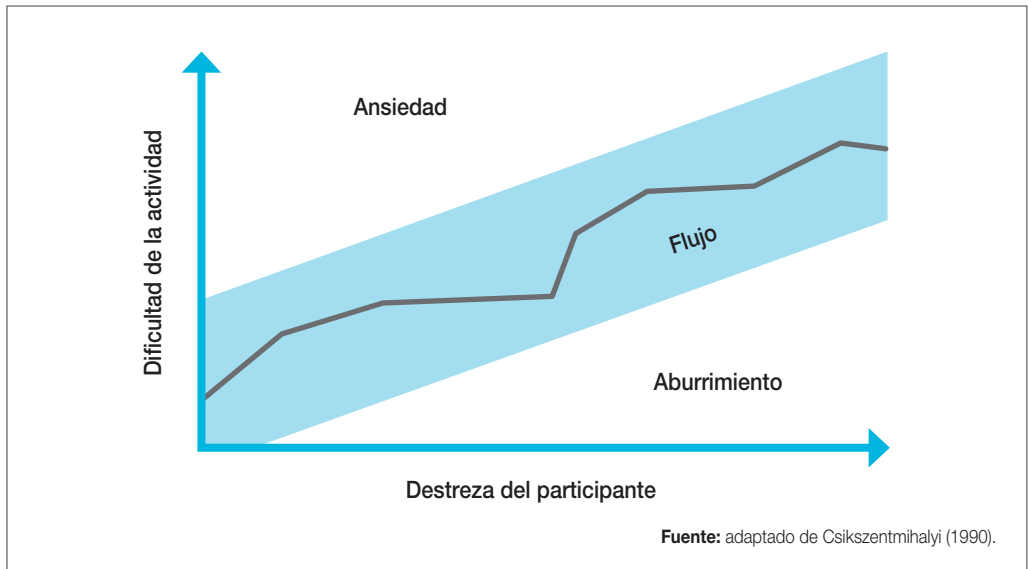 Ansiedad
Dificultad de la actividad
Flujo
Aburrimiento
Destreza del participante
Fuente: adaptado de Csikszentmihalyi (1990).